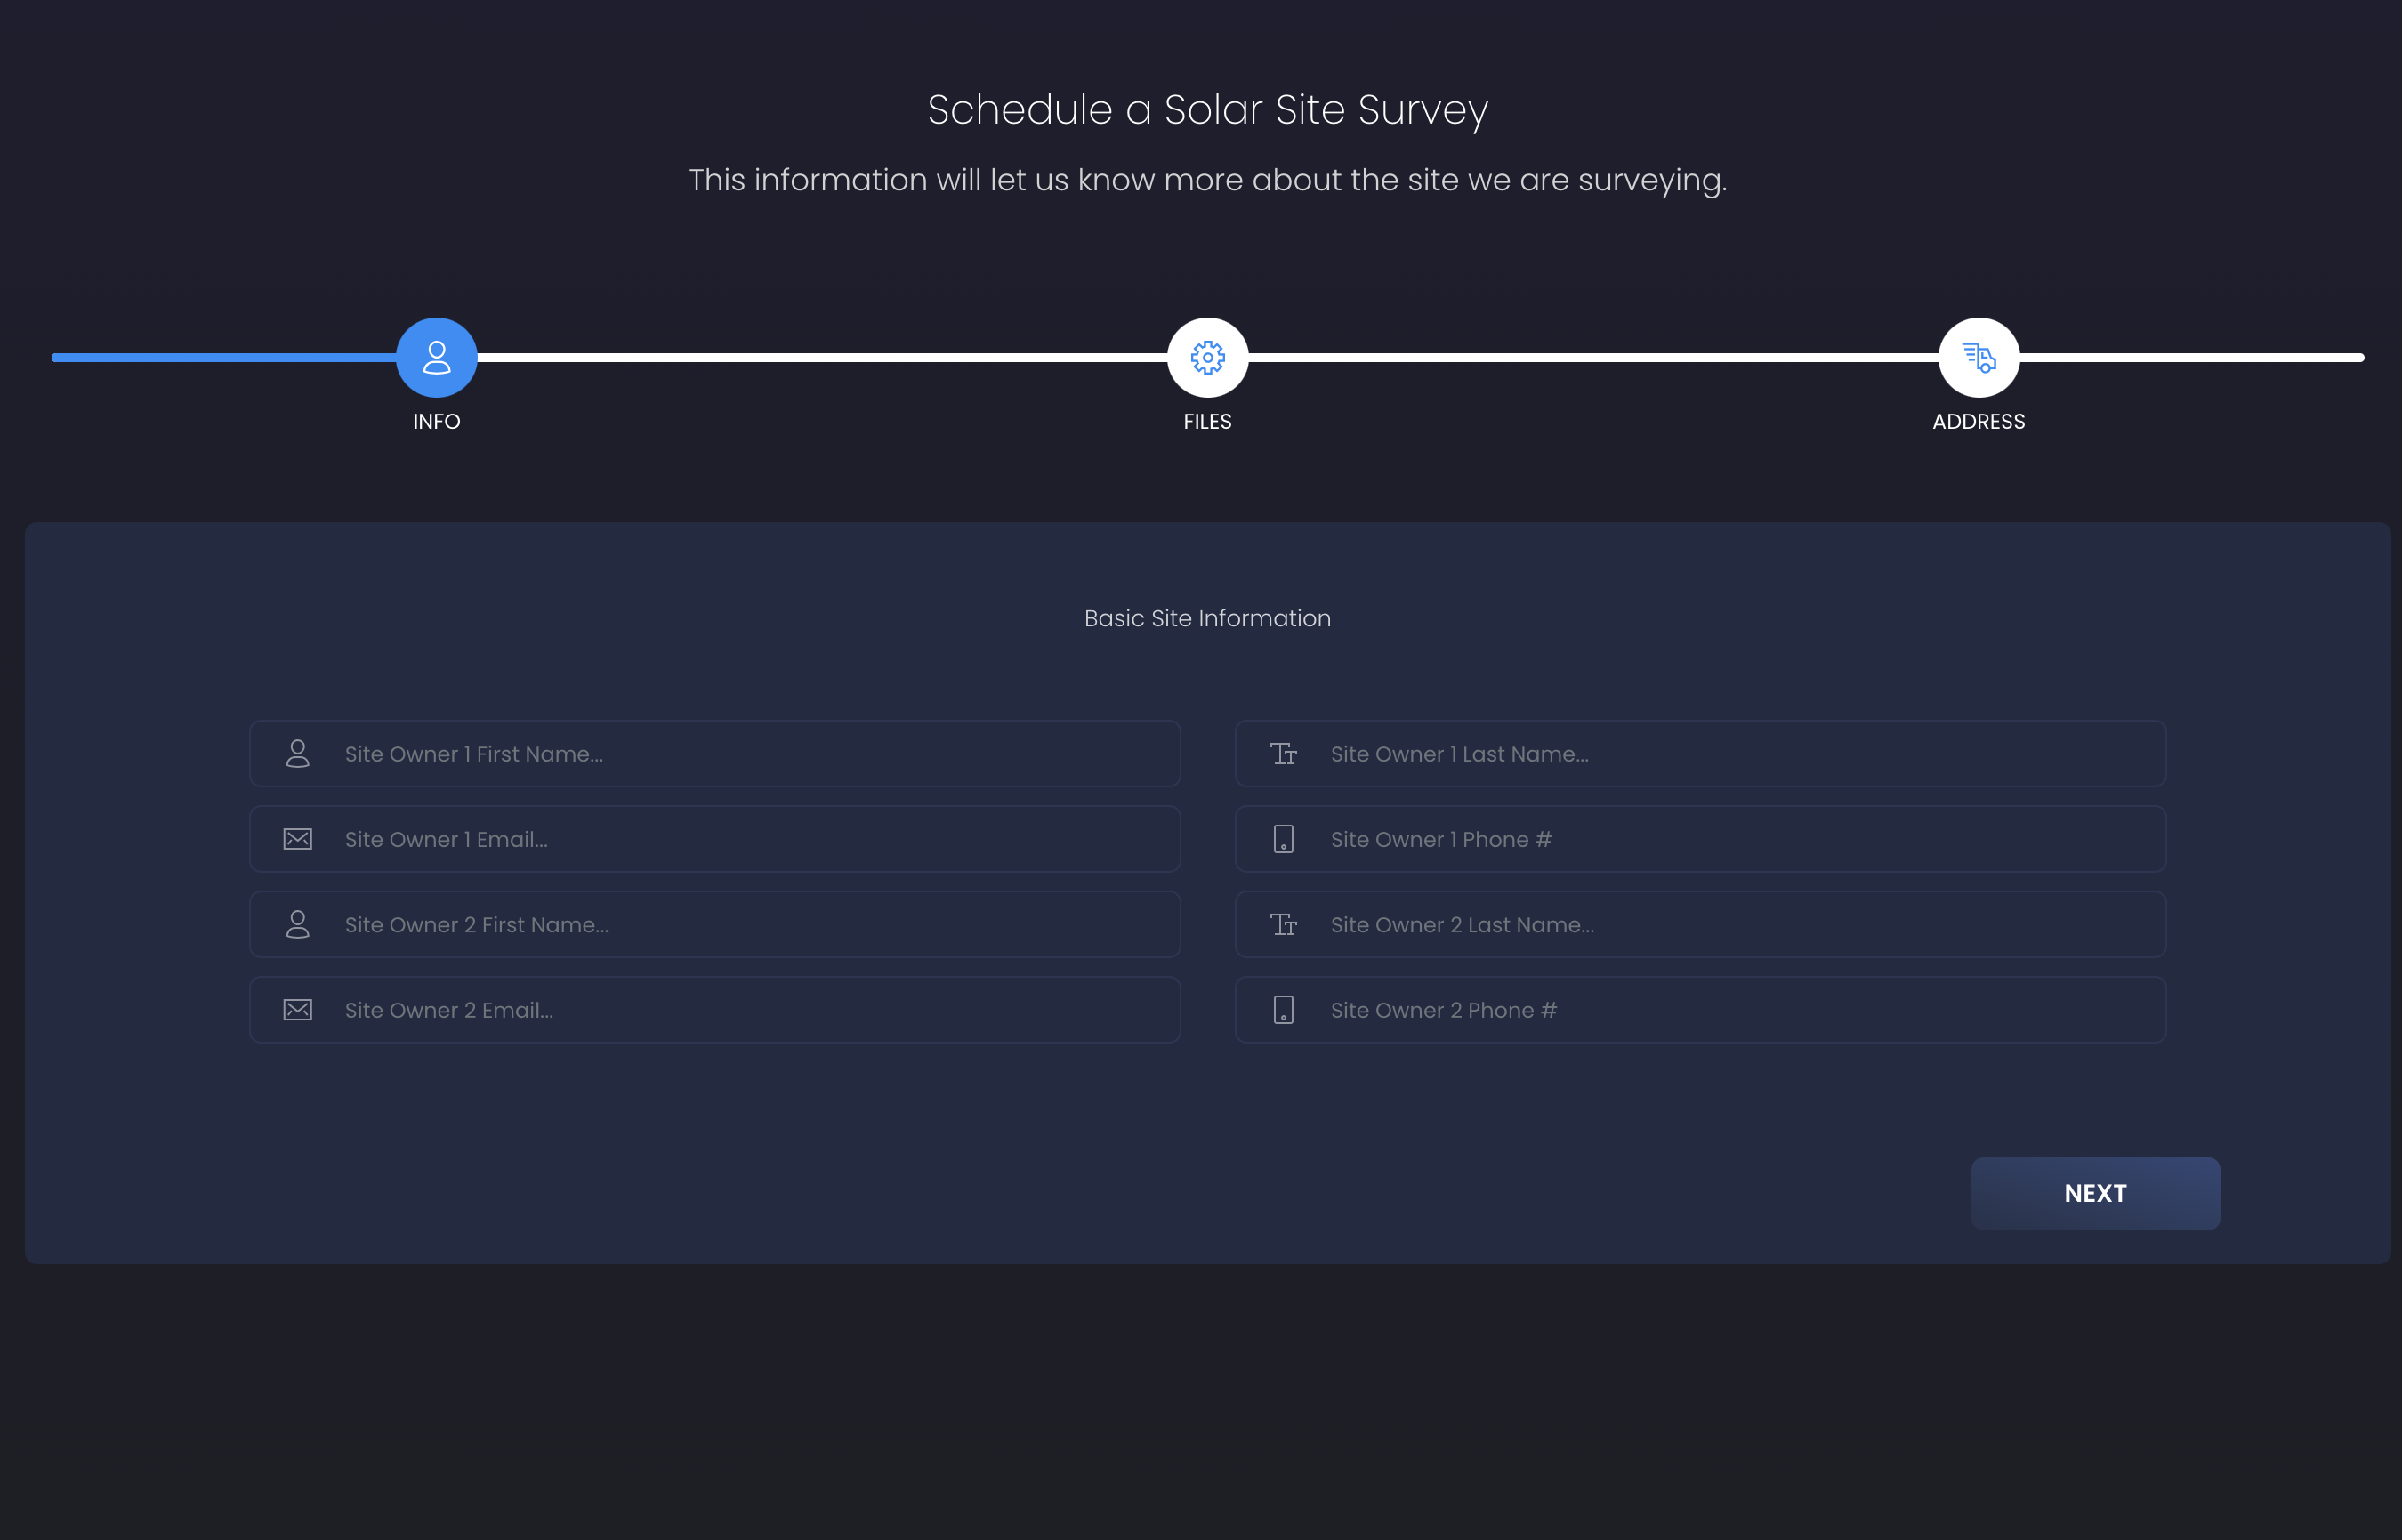 Schedule a Solar Site Survey
This information will let us know more about the site we are surveying.
INFO
FILES
ADDRESS
Basic Site Information
Site Owner 1 First Name...
Site Owner 1 Last Name...
Site Owner 1 Email...
Site Owner 1 Phone #
Site Owner 2 First Name...
Site Owner 2 Last Name...
Site Owner 2 Email...
Site Owner 2 Phone #
NEXT